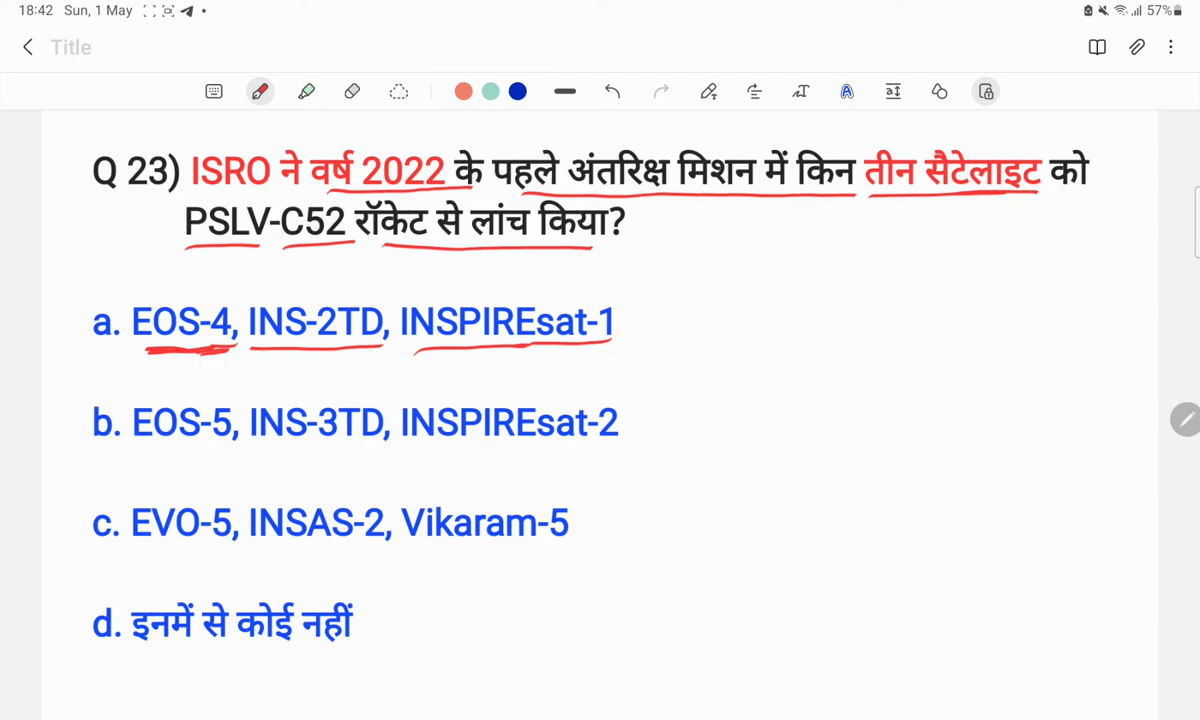 18:42 Sun, 1 May 57%
Title
Q 23) ISRO ने वर्ष 2022 के पहले अंतरिक्ष मिशन में किन तीन सैटेलाइट को
PSLV-C52 रॉकेट से लांच किया?
a. EOS-4, INS-2TD, INSPIREsat-1
b. EOS-5, INS-3TD, INSPIREsat-2
c. EVO-5, INSAS-2, Vikaram-5
d. इनमें से कोई नहीं